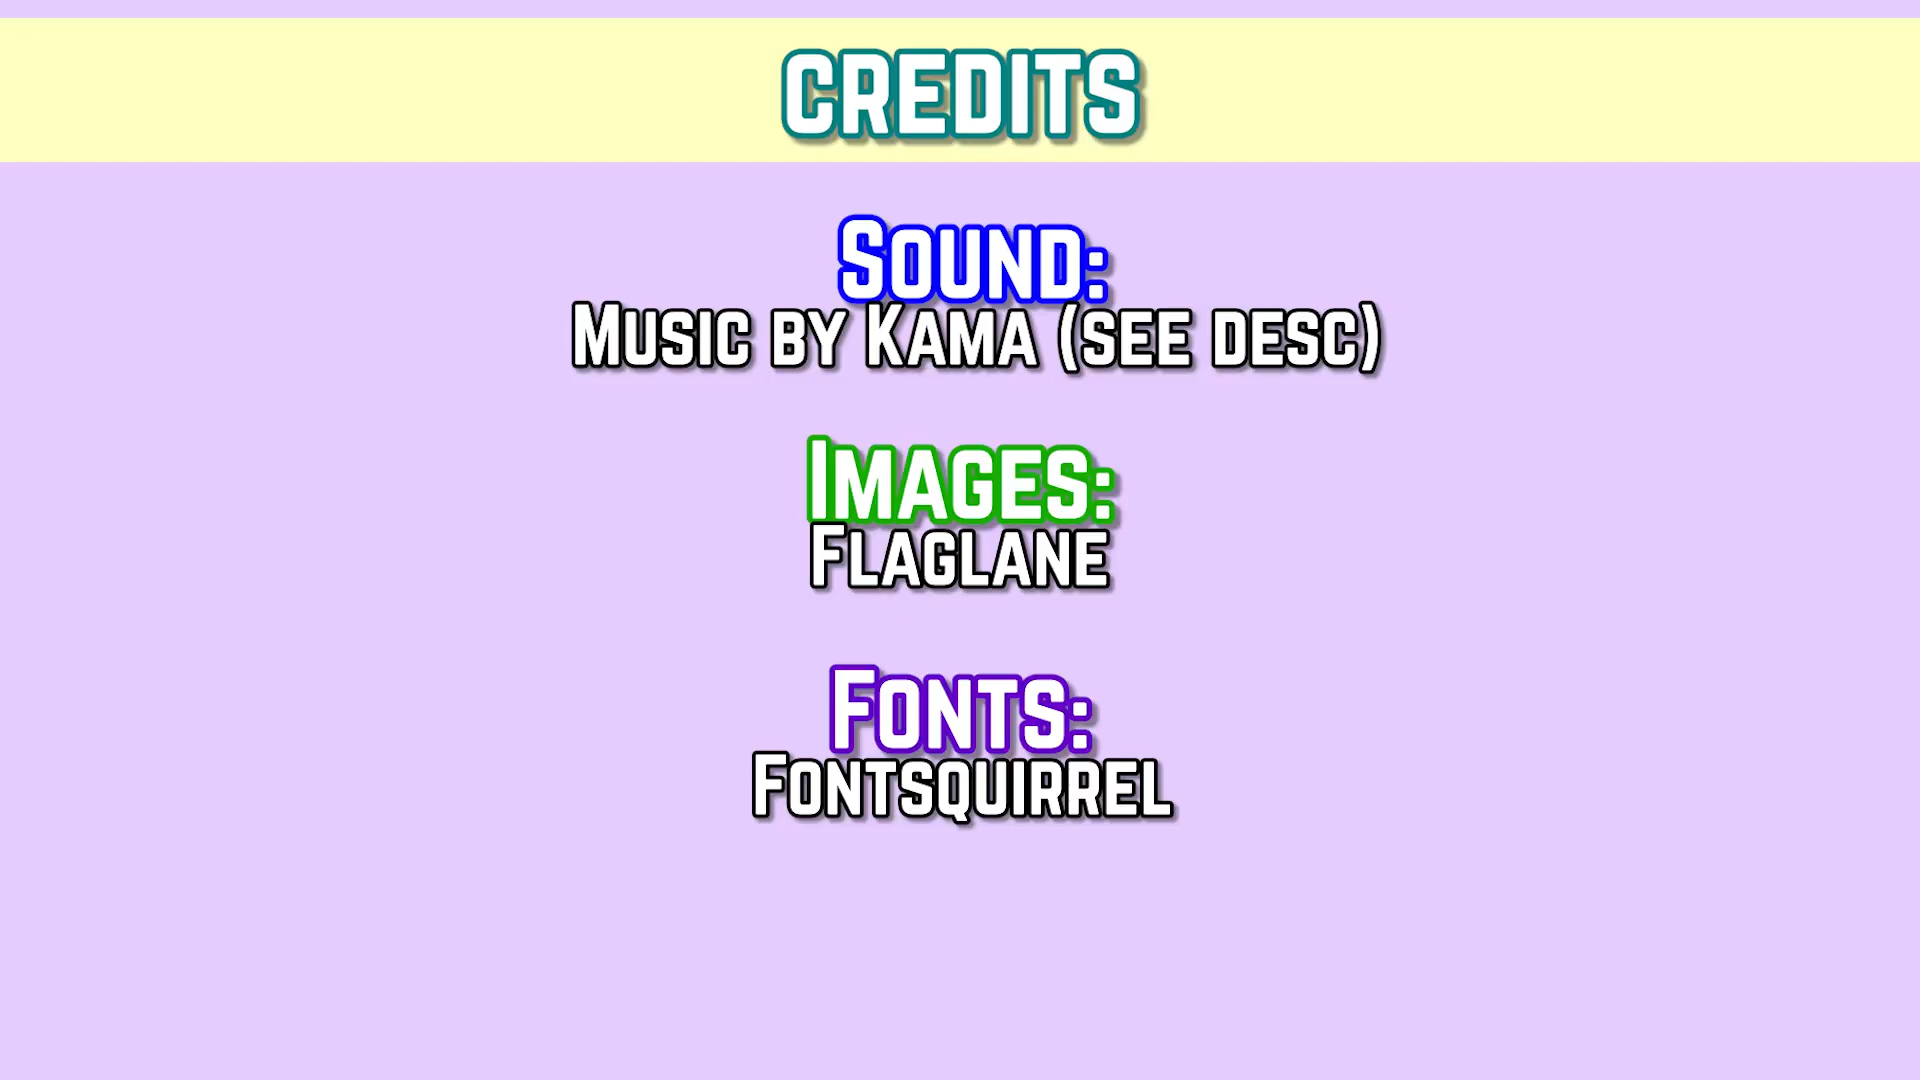 CREDITS
SOUND:
MUSIC BY KAMA (SEE DESC)
IMAGES:
FLAGLANE
FONTS:
FONTSQUIRREL